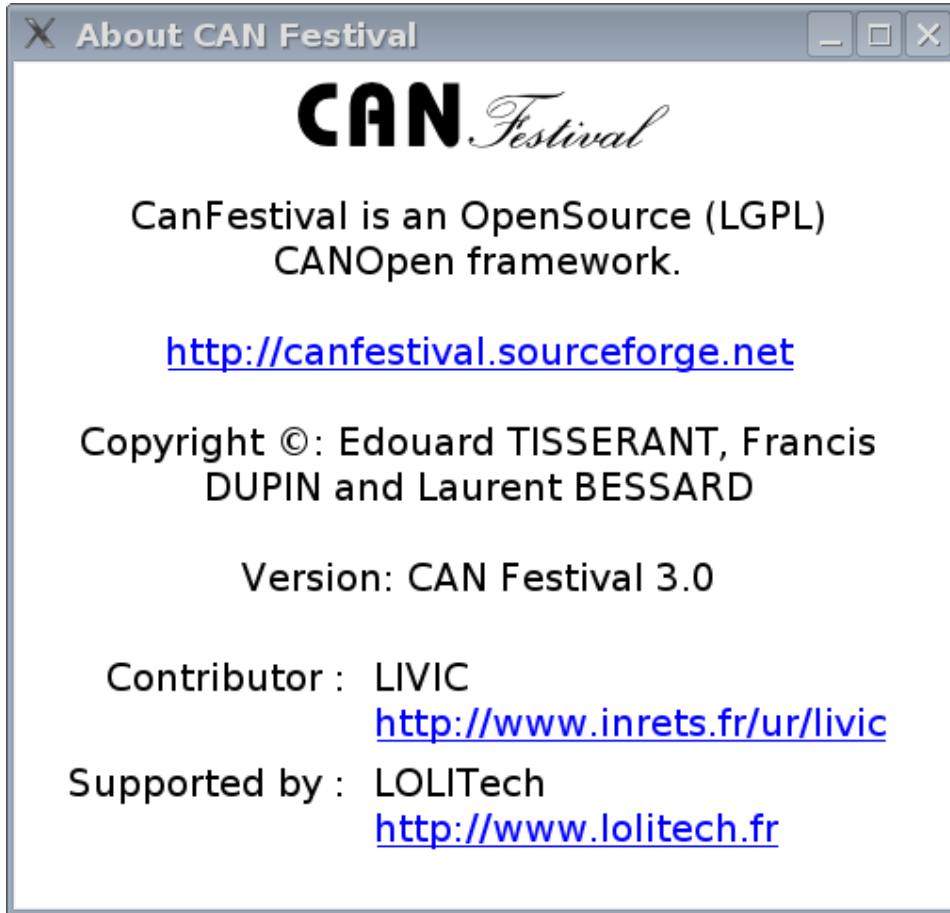 About CAN Festival
CAN Festival
CanFestival is an OpenSource (LGPL)
CANOpen framework.
http://canfestival.sourceforge.net
Copyright ©: Edouard TISSERANT, Francis
DUPIN and Laurent BESSARD
Version: CAN Festival 3.0
Contributor : LIVIC
http://www.inrets.fr/ur/livic
Supported by : LOLITech
http://www.lolitech.fr